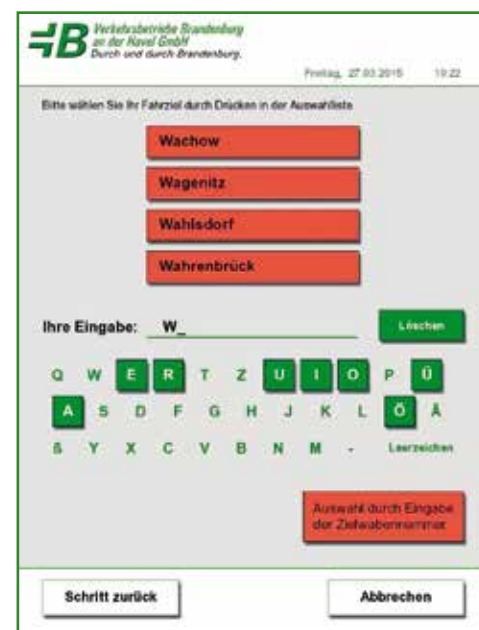 Verkehrsbetriebe Brandenburg
an der Havel GmbH
Durch und durch Brandenburg.
Freitag, 27.03.2015 19:22
Bitte wählen Sie Ihr Fahrziel durch Drücken in der Auswahlliste
Wachow
Wagenitz
Wahlsdorf
Wahrenbrück
Ihre Eingabe: W_
Löschen
Q W E R T Z U I O P Ü
A S D F G H J K L Ö Ä
ß Y X C V B N M - Leerzeichen
Auswahl durch Eingabe
der Zielwabennummer
Schritt zurück Abbrechen